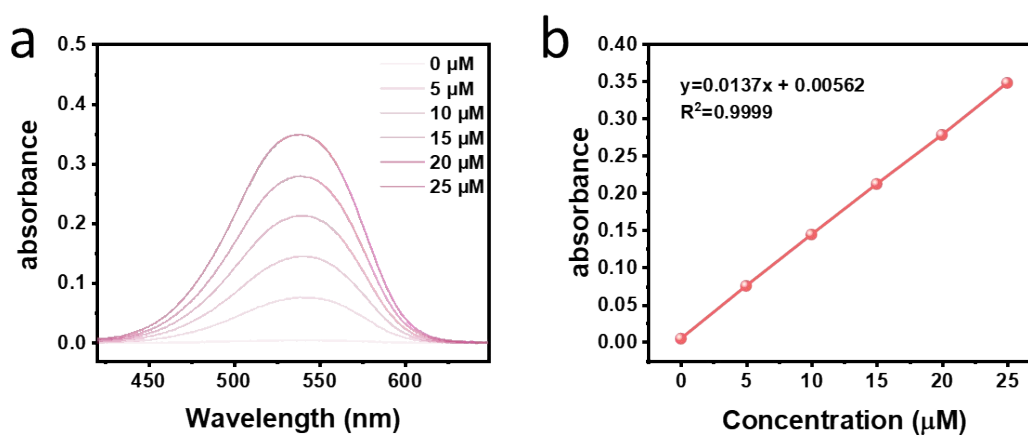 a
0.5
0.4
0.3
0.2
0.1
0.0
absorbance
0 μM
5 μM
10 μM
15 μM
20 μM
25 μM
450
500
550
600
Wavelength (nm)
b
0.40
0.35
0.30
0.25
0.20
0.15
0.10
0.05
0.00
absorbance
y=0.0137x + 0.00562
R²=0.9999
0
5
10
15
20
25
Concentration (μM)